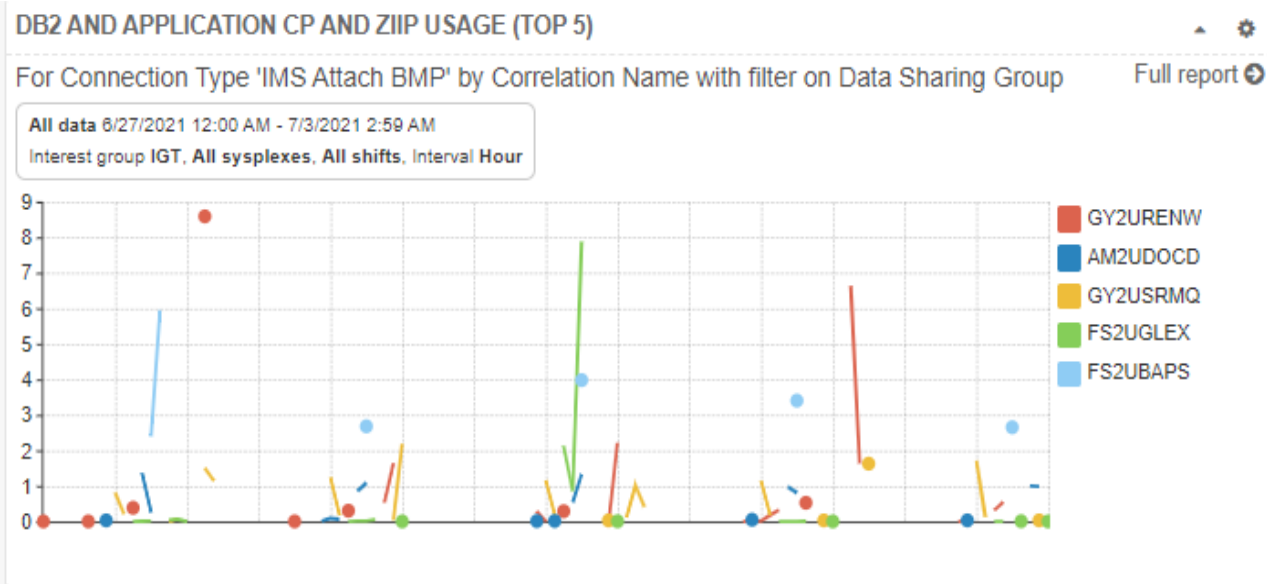 DB2 AND APPLICATION CP AND ZIIP USAGE (TOP 5)
For Connection Type 'IMS Attach BMP' by Correlation Name with filter on Data Sharing Group
Full report
All data 6/27/2021 12:00 AM - 7/3/2021 2:59 AM
Interest group IGT, All sysplexes, All shifts, Interval Hour
9
8
7
6
5
4
3
2
1
0
GY2URENW
AM2UDOCD
GY2USRMQ
FS2UGLEX
FS2UBAPS